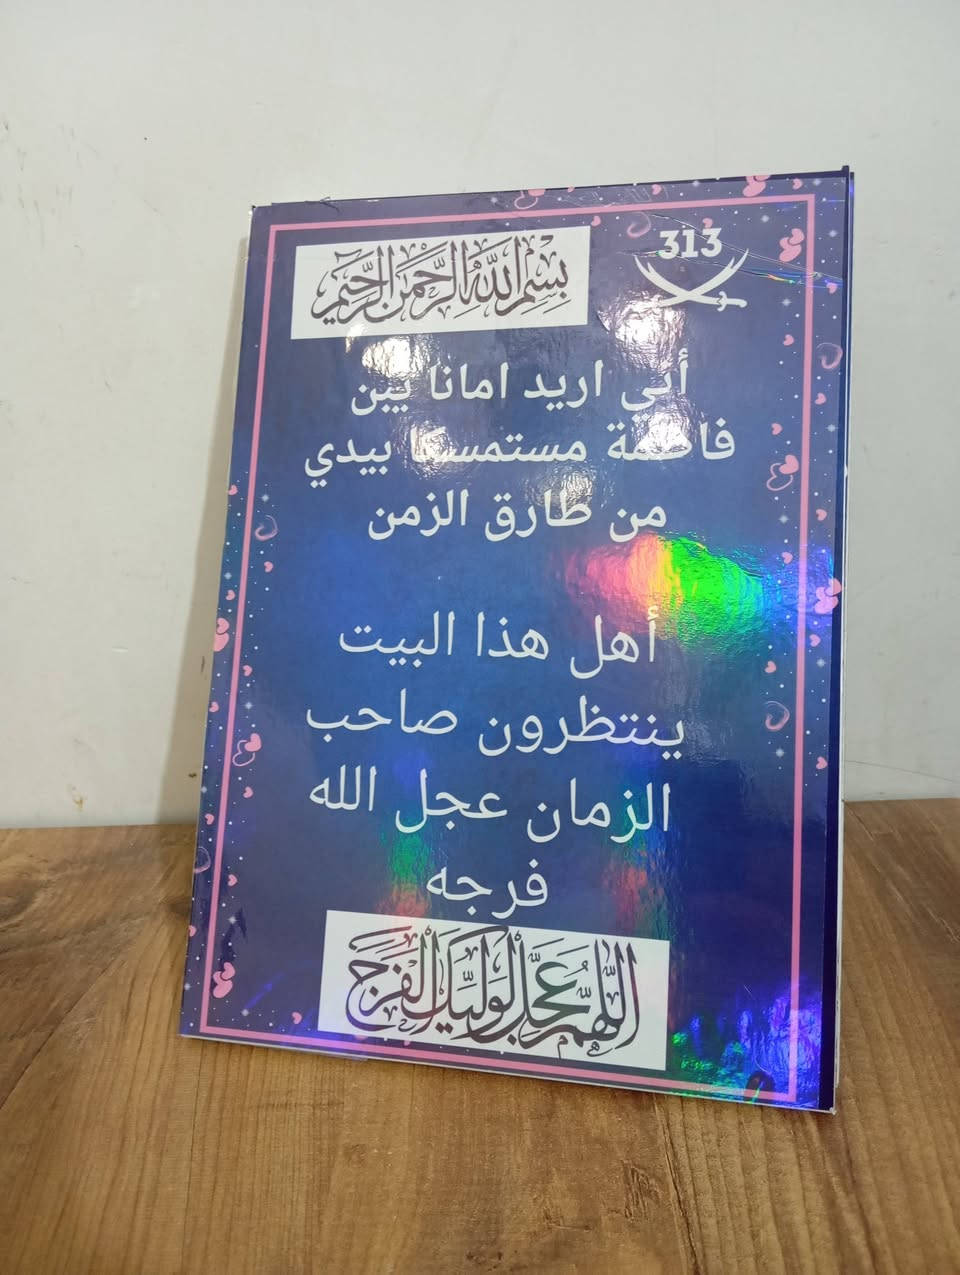 بسم الله الرحمن الرحيم
313
أني اريد امانا يبن
فاطمة مستمسكا بيدي
من طارق الزمن
أهل هذا البيت
ينتظرون صاحب
الزمان عجل الله
فرجه
اللهم عجل لوليك الفرج